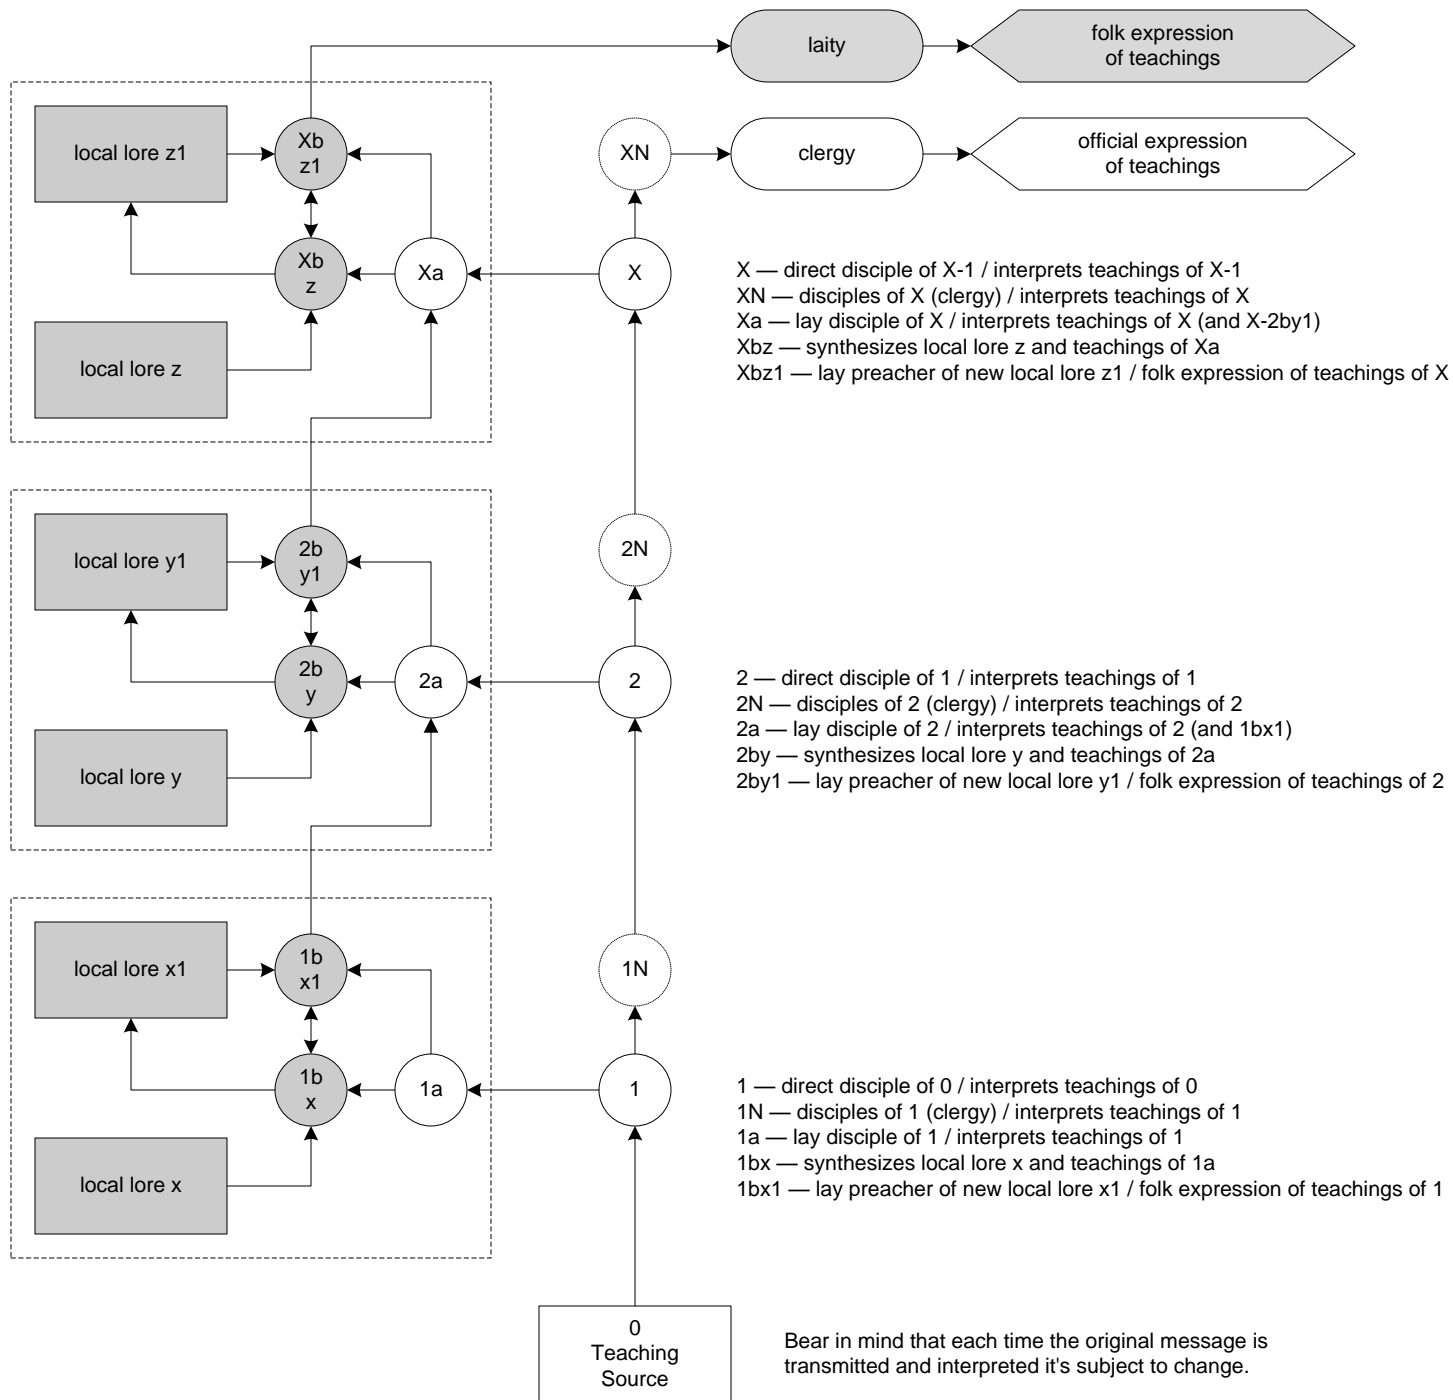 laity
folk expression
of teachings
local lore z1
Xb
z1
XN
clergy
official expression
of teachings
Xb
z
Xa
X
local lore z
X — direct disciple of X-1 / interprets teachings of X-1
XN — disciples of X (clergy) / interprets teachings of X
Xa — lay disciple of X / interprets teachings of X (and X-2by1)
Xbz — synthesizes local lore z and teachings of Xa
Xbz1 — lay preacher of new local lore z1 / folk expression of teachings of X
local lore y1
2b
y1
2N
2b
y
2a
2
local lore y
2 — direct disciple of 1 / interprets teachings of 1
2N — disciples of 2 (clergy) / interprets teachings of 2
2a — lay disciple of 2 / interprets teachings of 2 (and 1bx1)
2by — synthesizes local lore y and teachings of 2a
2by1 — lay preacher of new local lore y1 / folk expression of teachings of 2
local lore x1
1b
x1
1N
1b
x
1a
1
local lore x
1 — direct disciple of 0 / interprets teachings of 0
1N — disciples of 1 (clergy) / interprets teachings of 1
1a — lay disciple of 1 / interprets teachings of 1
1bx — synthesizes local lore x and teachings of 1a
1bx1 — lay preacher of new local lore x1 / folk expression of teachings of 1
0
Teaching
Source
Bear in mind that each time the original message is
transmitted and interpreted it's subject to change.